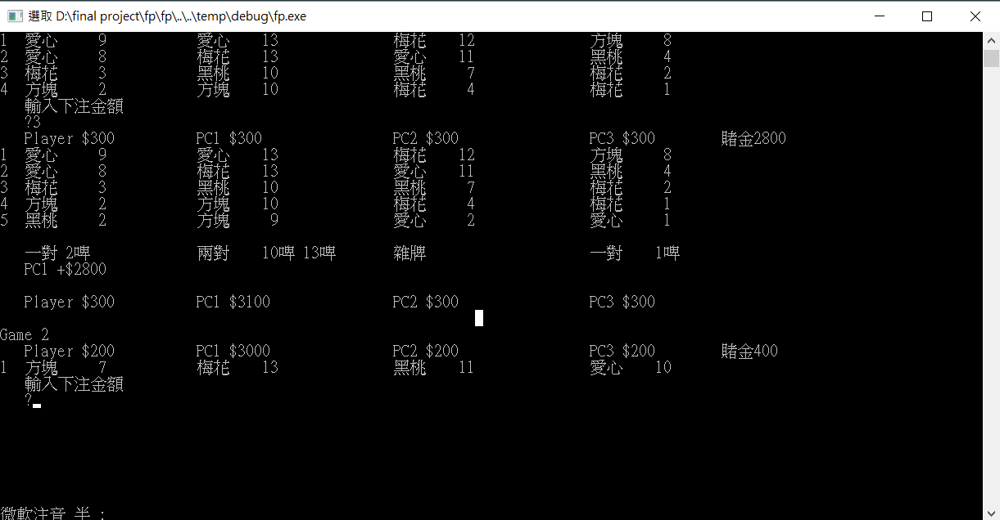 選取 D:\final project\fp\fp\..\..\temp\debug\fp.exe
1 愛心 9 愛心 13 梅花 12 方塊 8
2 愛心 8 梅花 13 愛心 11 黑桃 4
3 梅花 3 黑桃 10 黑桃 7 梅花 2
4 方塊 2 方塊 10 梅花 4 梅花 1
輸入下注金額
?3
Player $300 PC1 $300 PC2 $300 PC3 $300 賭金2800
1 愛心 9 愛心 13 梅花 12 方塊 8
2 愛心 8 梅花 13 愛心 11 黑桃 4
3 梅花 3 黑桃 10 黑桃 7 梅花 2
4 方塊 2 方塊 10 梅花 4 梅花 1
5 黑桃 2 方塊 9 愛心 2 愛心 1
一對 2啤 兩對 10啤 13啤 雜牌 一對 1啤
PC1 +$2800
Player $300 PC1 $3100 PC2 $300 PC3 $300
Game 2
Player $200 PC1 $3000 PC2 $200 PC3 $200 賭金400
1 方塊 7 梅花 13 黑桃 11 愛心 10
輸入下注金額
?
微軟注音 半 :